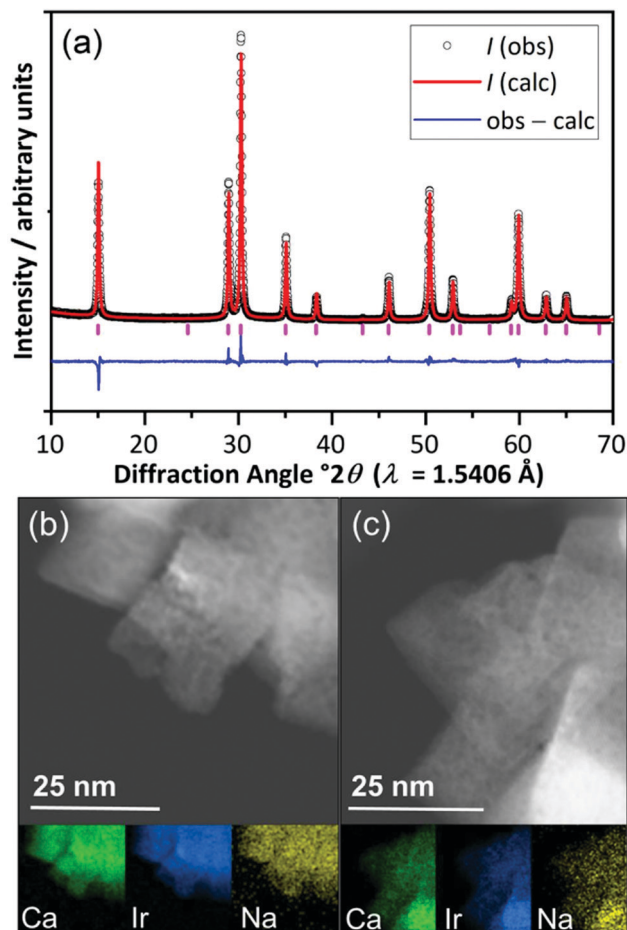 (a)
I (obs)
I (calc)
obs – calc
Intensity / arbitrary units
10 20 30 40 50 60 70
Diffraction Angle °2θ (λ = 1.5406 Å)
(b) (c)
25 nm 25 nm
Ca Ir Na Ca Ir Na